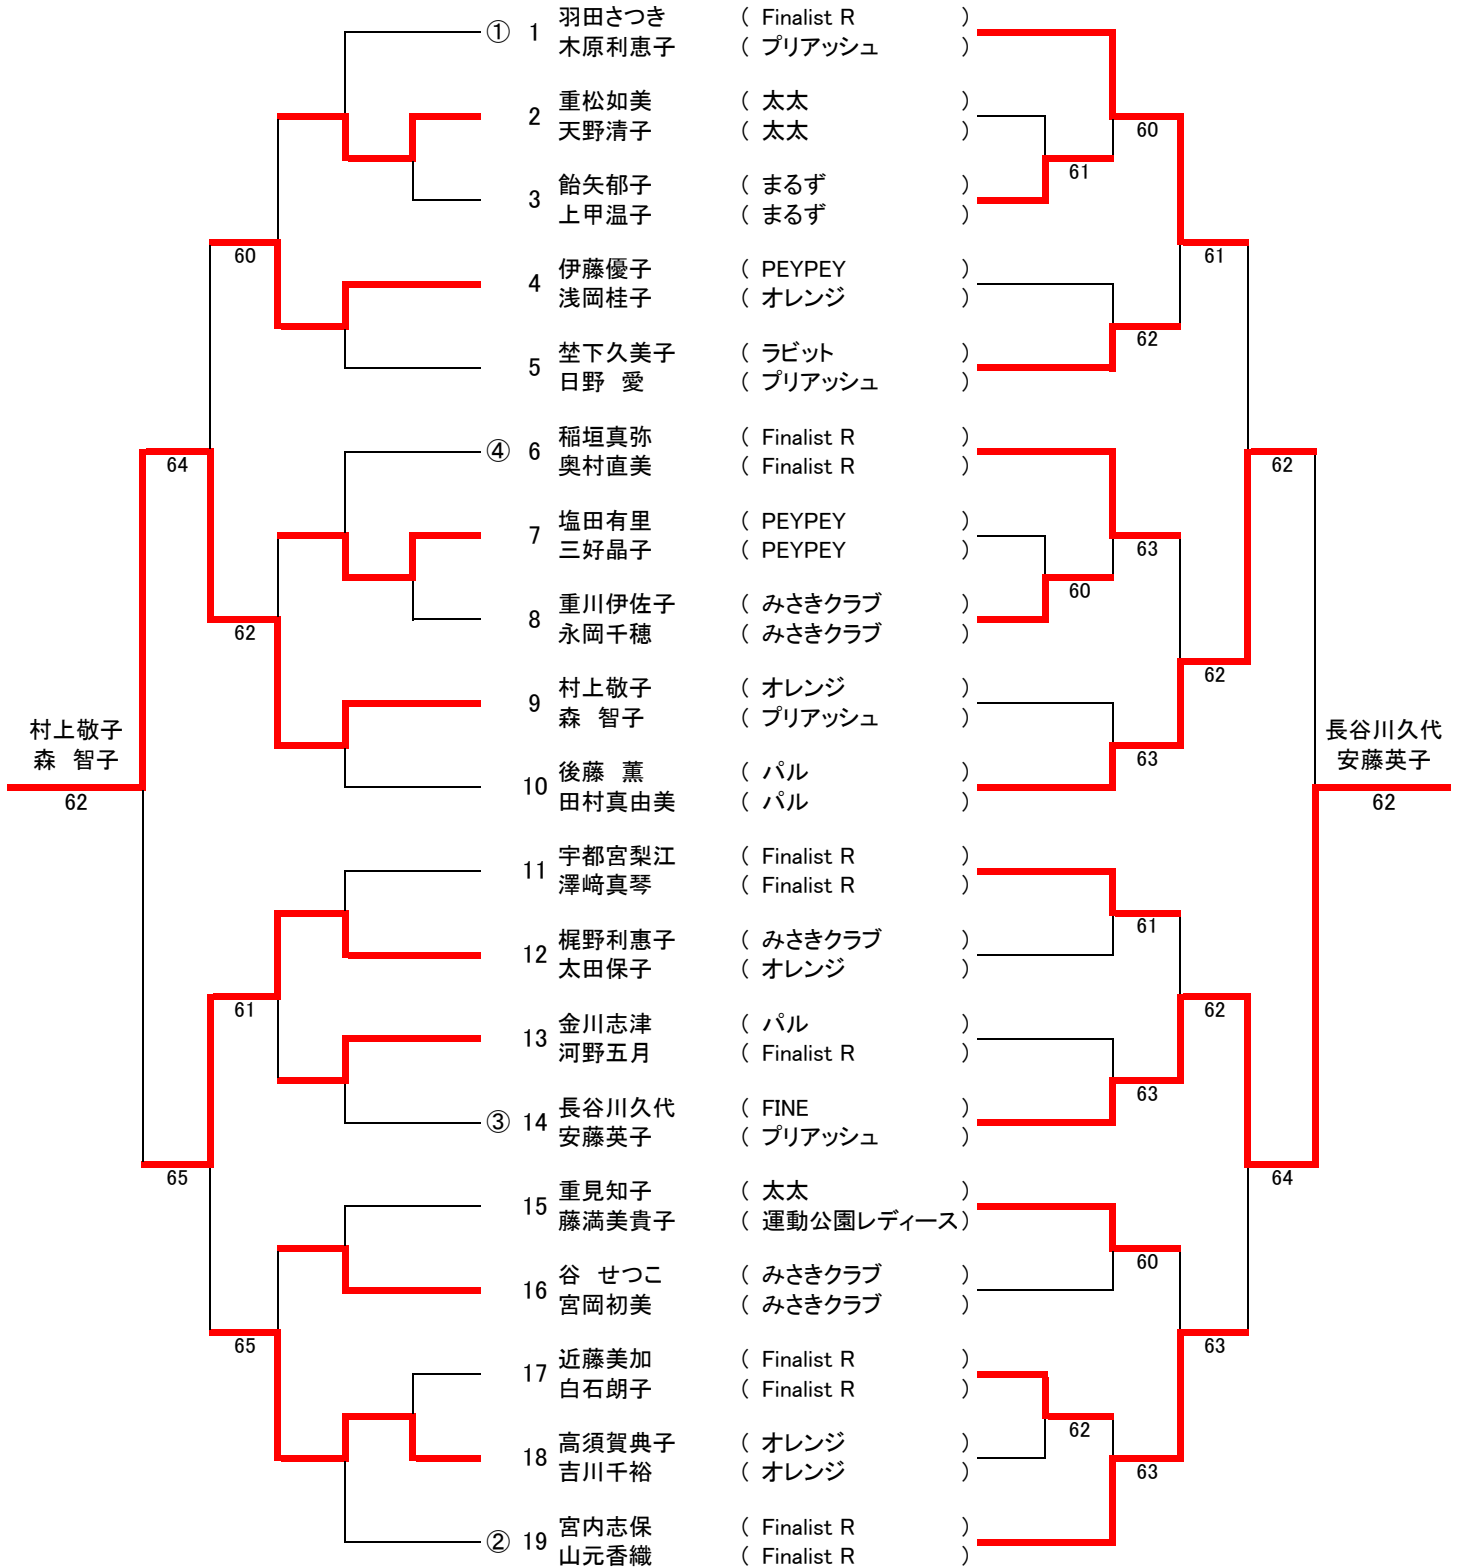 ① 1 羽田さつき ( Finalist R )
木原利恵子 ( プリアッシュ )
2 重松如美 ( 太太 )
天野清子 ( 太太 )
60
61
3 飴矢郁子 ( まるず )
上甲温子 ( まるず )
60
61
4 伊藤優子 ( PEYPEY )
浅岡桂子 ( オレンジ )
62
5 埜下久美子 ( ラビット )
日野 愛 ( プリアッシュ )
④ 6 稲垣真弥 ( Finalist R )
奥村直美 ( Finalist R )
64
62
7 塩田有里 ( PEYPEY )
三好晶子 ( PEYPEY )
63
60
8 重川伊佐子 ( みさきクラブ )
永岡千穂 ( みさきクラブ )
62
62
9 村上敬子 ( オレンジ )
森 智子 ( プリアッシュ )
村上敬子
森 智子
長谷川久代
安藤英子
63
10 後藤 薫 ( パル )
田村真由美 ( パル )
62
62
11 宇都宮梨江 ( Finalist R )
澤﨑真琴 ( Finalist R )
61
12 梶野利惠子 ( みさきクラブ )
太田保子 ( オレンジ )
61
62
13 金川志津 ( パル )
河野五月 ( Finalist R )
63
③ 14 長谷川久代 ( FINE )
安藤英子 ( プリアッシュ )
65
64
15 重見知子 ( 太太 )
藤満美貴子 ( 運動公園レディース )
60
16 谷 せつこ ( みさきクラブ )
宮岡初美 ( みさきクラブ )
65
63
17 近藤美加 ( Finalist R )
白石朗子 ( Finalist R )
62
18 高須賀典子 ( オレンジ )
吉川千裕 ( オレンジ )
63
② 19 宮内志保 ( Finalist R )
山元香織 ( Finalist R )